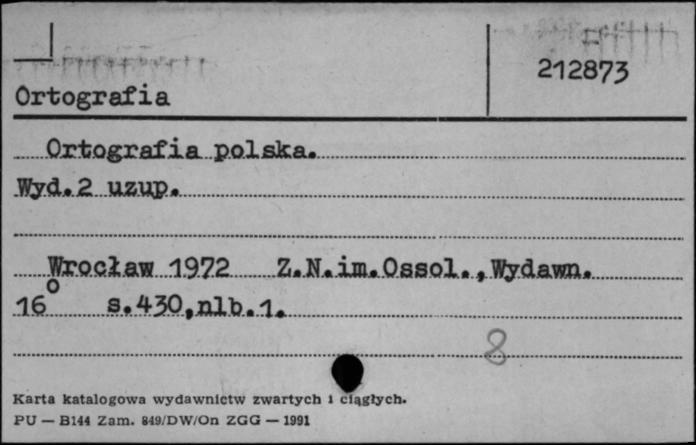 212873
Ortografia
Ortografia polska.
Wyd.2 uzup.
Wrocław 1972 Z.N.im.Ossol.,Wydawn.
16° s.430,nlb.1.
8
Karta katalogowa wydawnictw zwartych i ciągłych.
PU — B144 Zam. 849/DW/On ZGG — 1991